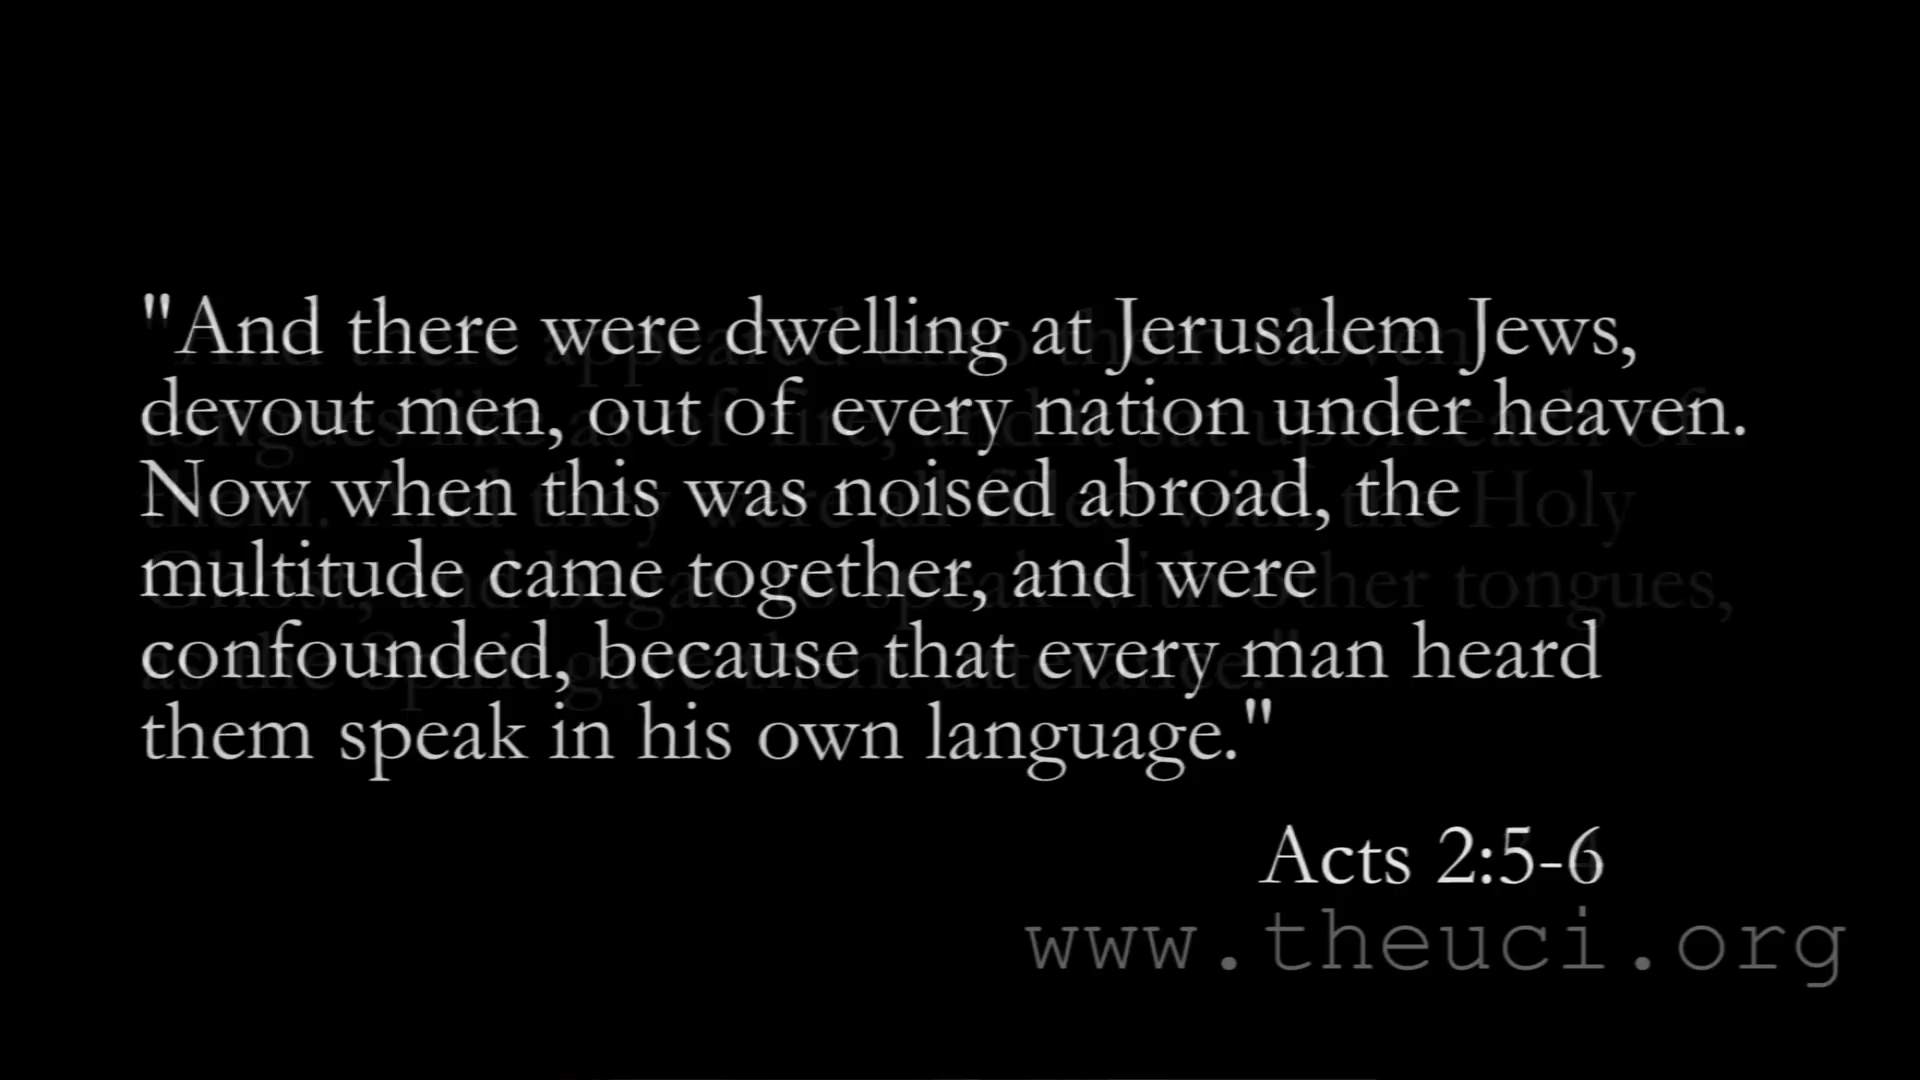 "And there were dwelling at Jerusalem Jews,
devout men, out of every nation under heaven.
Now when this was noised abroad, the
multitude came together, and were
confounded, because that every man heard
them speak in his own language."
Acts 2:5-6
www.theuci.org